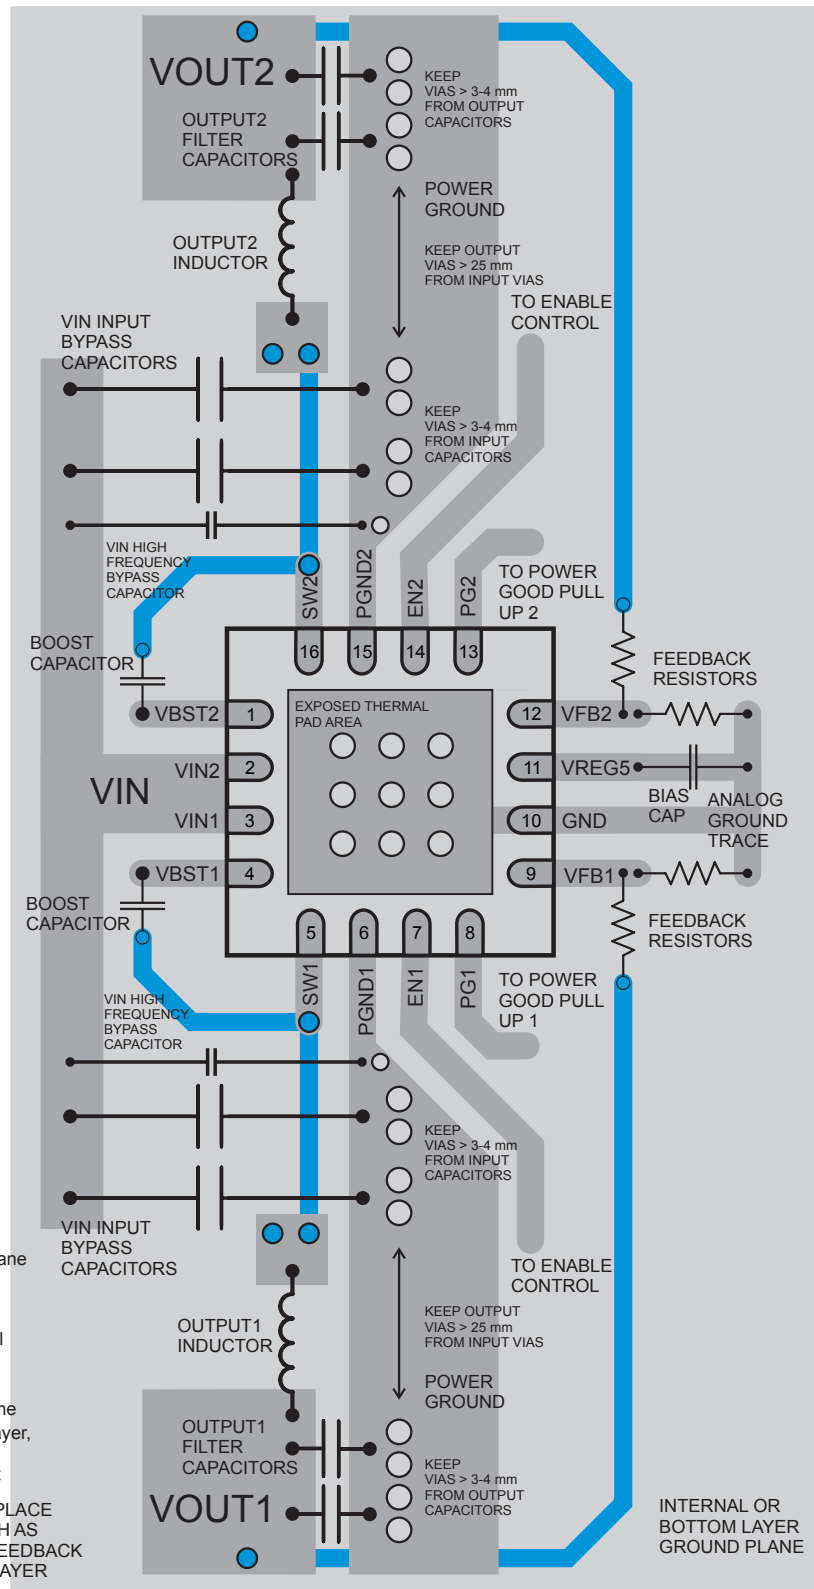 VOUT2
KEEP
VIAS > 3-4 mm
FROM OUTPUT
CAPACITORS
OUTPUT2
FILTER
CAPACITORS
POWER
GROUND
OUTPUT2
INDUCTOR
KEEP OUTPUT
VIAS > 25 mm
FROM INPUT VIAS
TO ENABLE
CONTROL
VIN INPUT
BYPASS
CAPACITORS
KEEP
VIAS > 3-4 mm
FROM INPUT
CAPACITORS
VIN HIGH
FREQUENCY
BYPASS
CAPACITOR
SW2
PGND2
EN2
PG2
TO POWER
GOOD PULL
UP 2
BOOST
CAPACITOR
16
15
14
13
FEEDBACK
RESISTORS
EXPOSED THERMAL
PAD AREA
VBST2 1
12 VFB2
VIN
VIN2 2
11 VREG5
BIAS
CAP
ANALOG
GROUND
TRACE
VIN1 3
10 GND
VBST1 4
9 VFB1
BOOST
CAPACITOR
5
6
7
8
FEEDBACK
RESISTORS
SW1
PGND1
EN1
PG1
TO POWER
GOOD PULL
UP 1
VIN HIGH
FREQUENCY
BYPASS
CAPACITOR
KEEP
VIAS > 3-4 mm
FROM INPUT
CAPACITORS
VIN INPUT
BYPASS
CAPACITORS
TO ENABLE
CONTROL
OUTPUT1
INDUCTOR
KEEP OUTPUT
VIAS > 25 mm
FROM INPUT VIAS
POWER
GROUND
OUTPUT1
FILTER
CAPACITORS
KEEP
VIAS > 3-4 mm
FROM OUTPUT
CAPACITORS
VOUT1
INTERNAL OR
BOTTOM LAYER
GROUND PLANE
ane
ne
ayer,
PLACE
H AS
EEDBACK
AYER